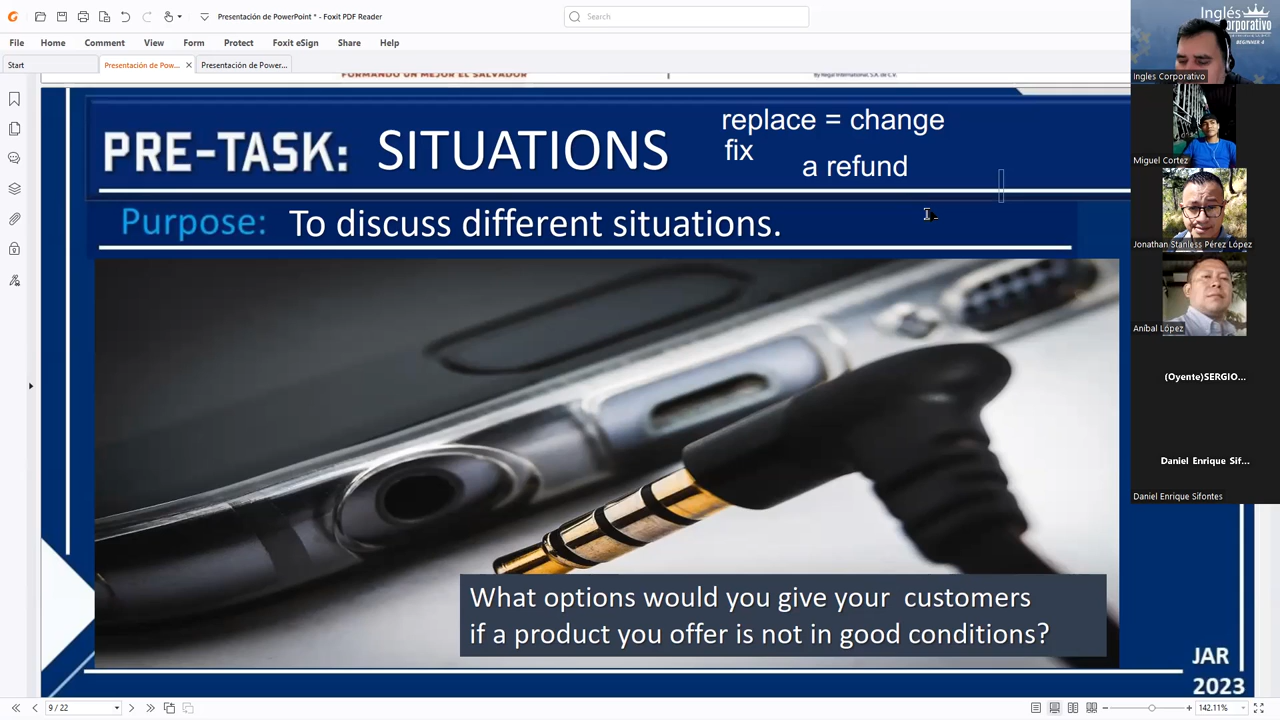 Presentación de PowerPoint * - Foxit PDF Reader
Search
File Home Comment View Form Protect Foxit eSign Share Help
Start
Presentación de Pow...
Presentación de Power...
FORMANDO UN MEJOR EL SALVADOR
PRE-TASK: SITUATIONS
replace = change
fix
a refund
Purpose: To discuss different situations.
What options would you give your customers
if a product you offer is not in good conditions?
JAR
2023
9 / 22
142.11%
Inglés
Corporativo
BEGINNER 4
Ingles Corporativo
Miguel Cortez
Jonathan Stanless Pérez López
Aníbal López
(Oyente)SERGIO...
Daniel Enrique Sif...
Daniel Enrique Sifontes